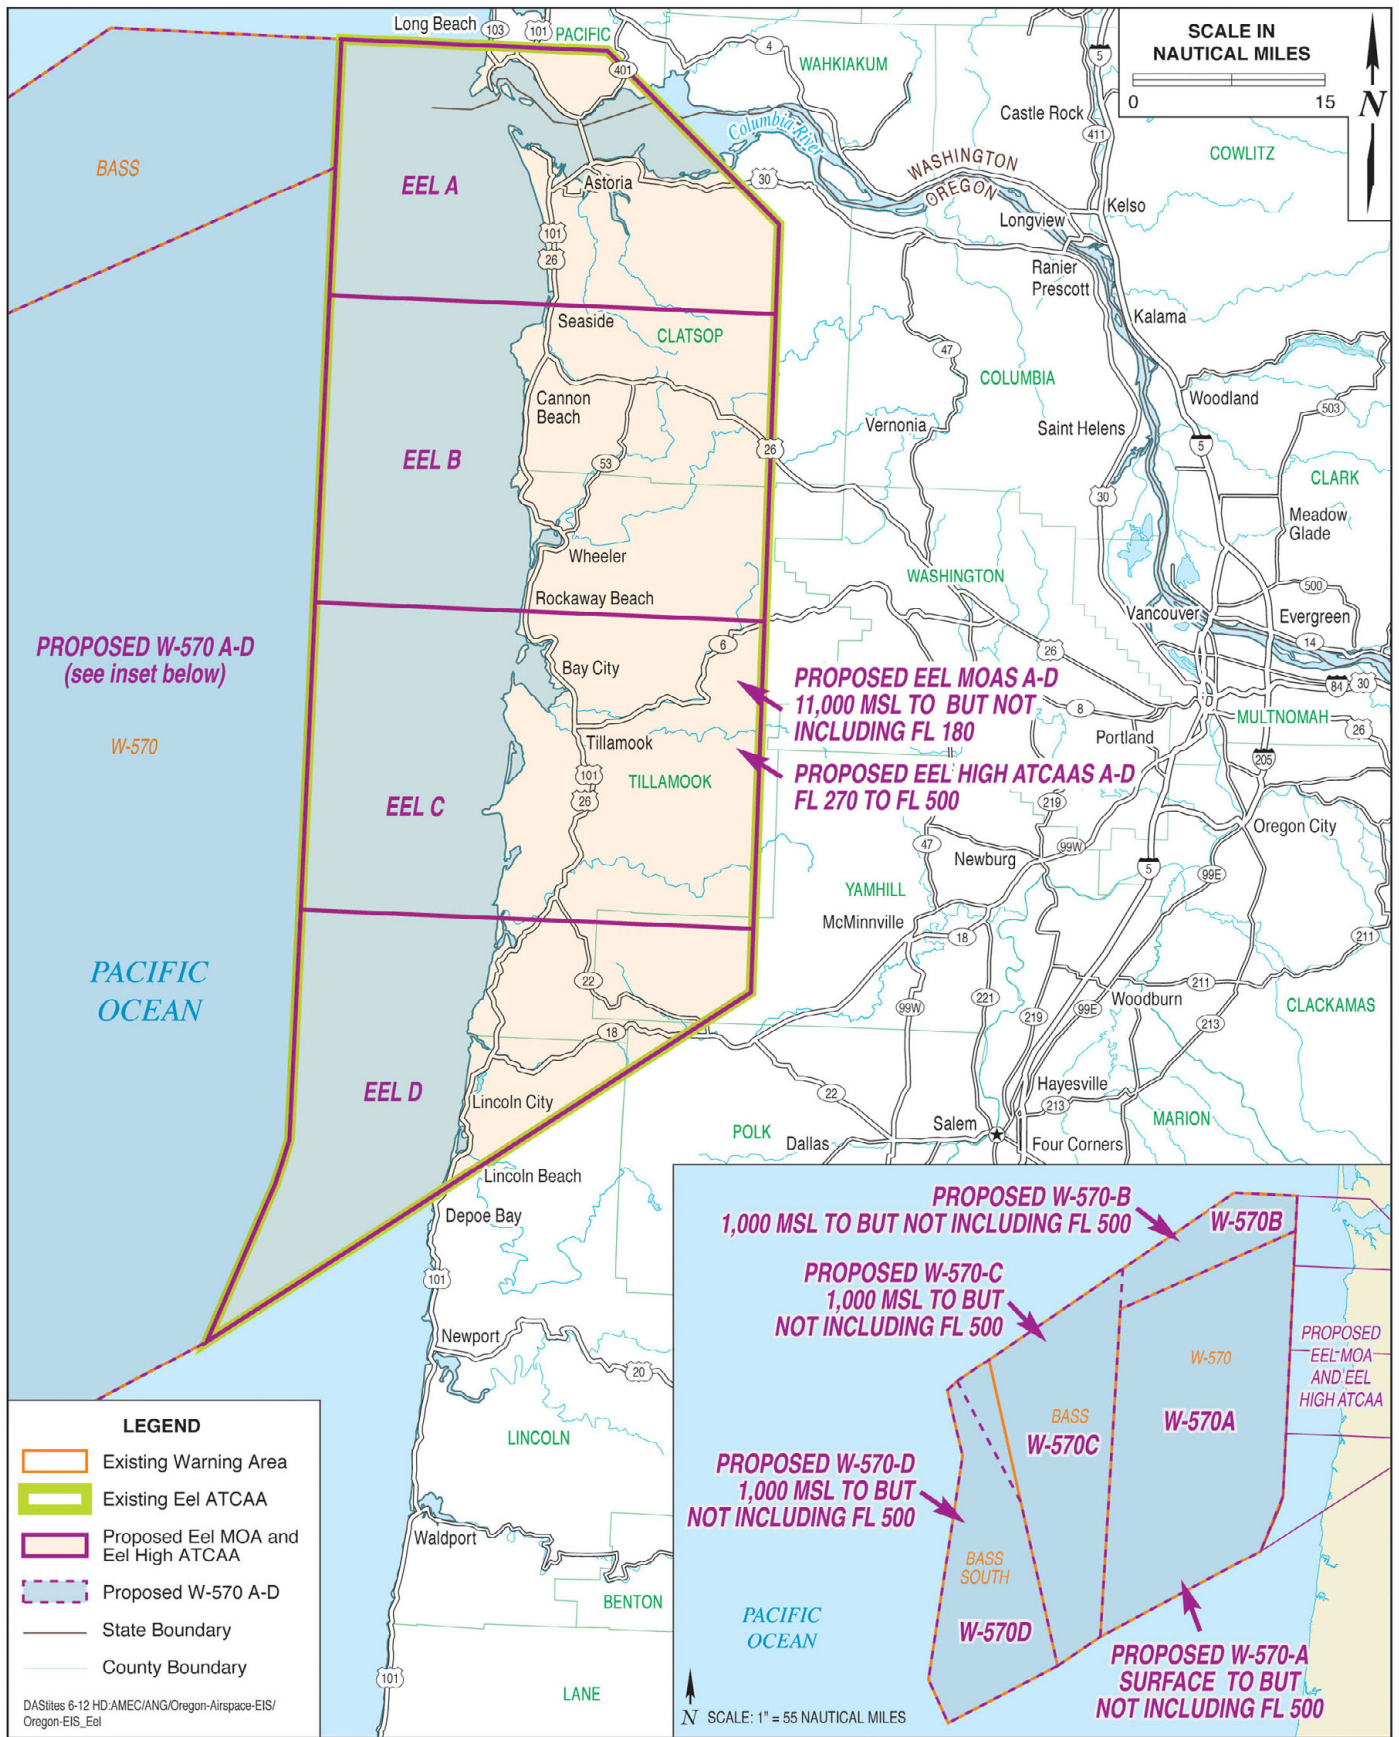 Long Beach
103
101
PACIFIC
401
4
WAHKIAKUM
5
Castle Rock
411
COWLITZ
SCALE IN
NAUTICAL MILES
0
15
N
BASS
EEL A
Astoria
30
Columbia River
WASHINGTON
OREGON
Longview
Kelso
101
26
Ranier
Prescott
Kalama
Seaside
CLATSOP
47
COLUMBIA
Cannon
Beach
Vernonia
Saint Helens
Woodland
503
EEL B
53
26
5
30
CLARK
Meadow
Glade
Wheeler
WASHINGTON
500
Rockaway Beach
Vancouver
Evergreen
14
PROPOSED W-570 A-D
(see inset below)
6
26
Bay City
PROPOSED EEL MOAS A-D
11,000 MSL TO BUT NOT
INCLUDING FL 180
8
84
30
MULTNOMAH
26
Portland
W-570
Tillamook
101
26
TILLAMOOK
PROPOSED EEL HIGH ATCAAS A-D
FL 270 TO FL 500
205
219
EEL C
Oregon City
47
Newburg
99W
5
99E
YAMHILL
McMinnville
18
211
PACIFIC
OCEAN
22
99W
221
219
99E
Woodburn
211
213
CLACKAMAS
18
EEL D
Lincoln City
22
Hayesville
213
MARION
POLK
Dallas
Salem
Four Corners
Lincoln Beach
Depoe Bay
101
Newport
20
LINCOLN
Waldport
BENTON
101
LANE
LEGEND
Existing Warning Area
Existing Eel ATCAA
Proposed Eel MOA and
Eel High ATCAA
Proposed W-570 A-D
State Boundary
County Boundary
DAStites 6-12 HD:AMEC/ANG/Oregon-Airspace-EIS/
Oregon-EIS_Eel
PROPOSED W-570-B
1,000 MSL TO BUT NOT INCLUDING FL 500
W-570B
PROPOSED W-570-C
1,000 MSL TO BUT
NOT INCLUDING FL 500
W-570
PROPOSED
EEL MOA
AND EEL
HIGH ATCAA
BASS
W-570C
W-570A
PROPOSED W-570-D
1,000 MSL TO BUT
NOT INCLUDING FL 500
BASS
SOUTH
W-570D
PACIFIC
OCEAN
PROPOSED W-570-A
SURFACE TO BUT
NOT INCLUDING FL 500
N
SCALE: 1" = 55 NAUTICAL MILES